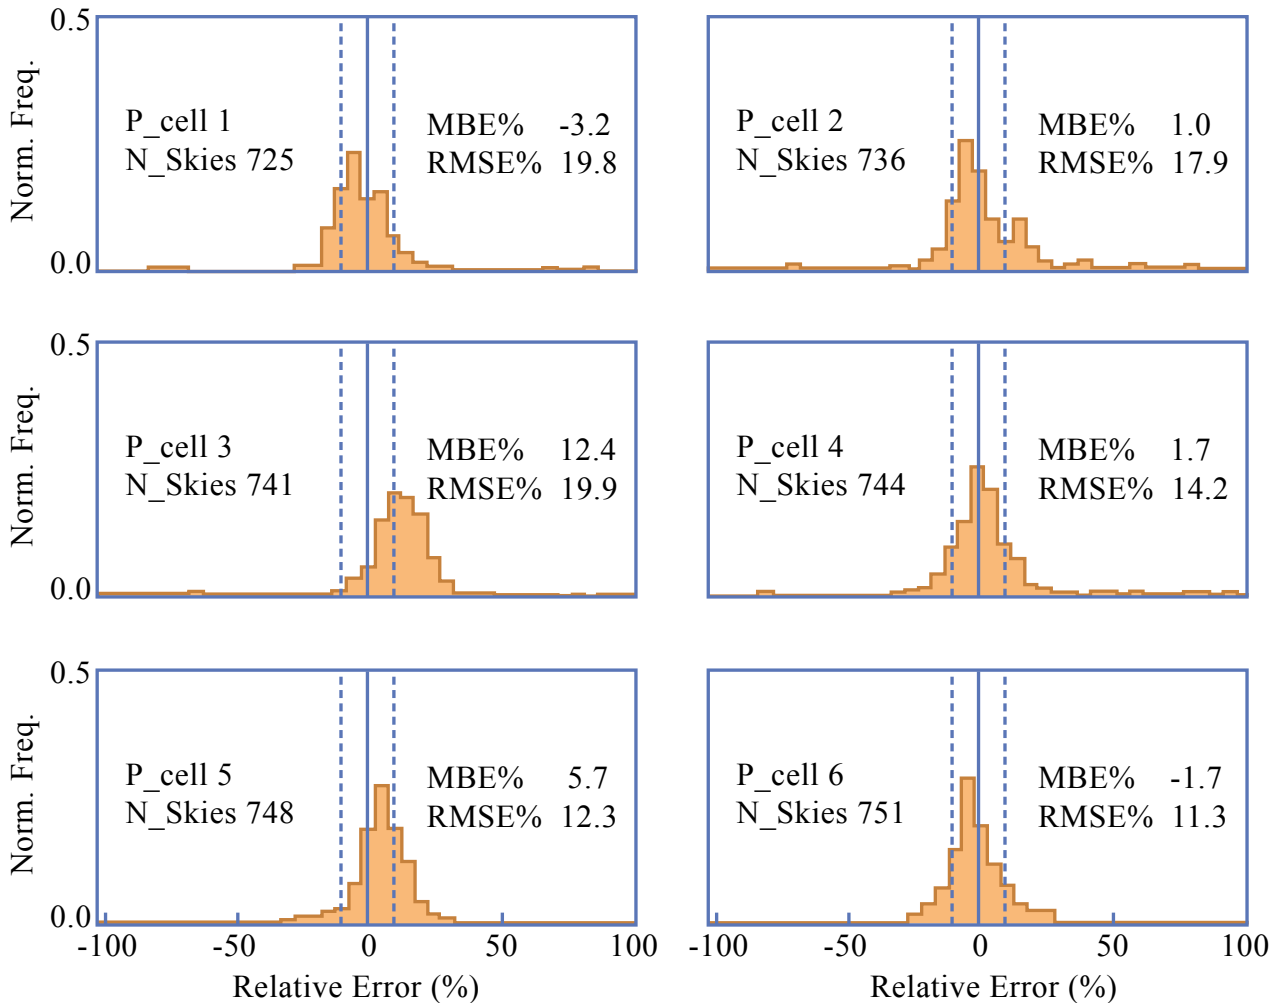 0.5
Norm. Freq.
P_cell 1
N_Skies 725
MBE% -3.2
RMSE% 19.8
0.0
P_cell 2
N_Skies 736
MBE% 1.0
RMSE% 17.9
0.5
Norm. Freq.
P_cell 3
N_Skies 741
MBE% 12.4
RMSE% 19.9
0.0
P_cell 4
N_Skies 744
MBE% 1.7
RMSE% 14.2
0.5
Norm. Freq.
P_cell 5
N_Skies 748
MBE% 5.7
RMSE% 12.3
0.0
P_cell 6
N_Skies 751
MBE% -1.7
RMSE% 11.3
-100 -50 0 50 100
Relative Error (%)
-100 -50 0 50 100
Relative Error (%)